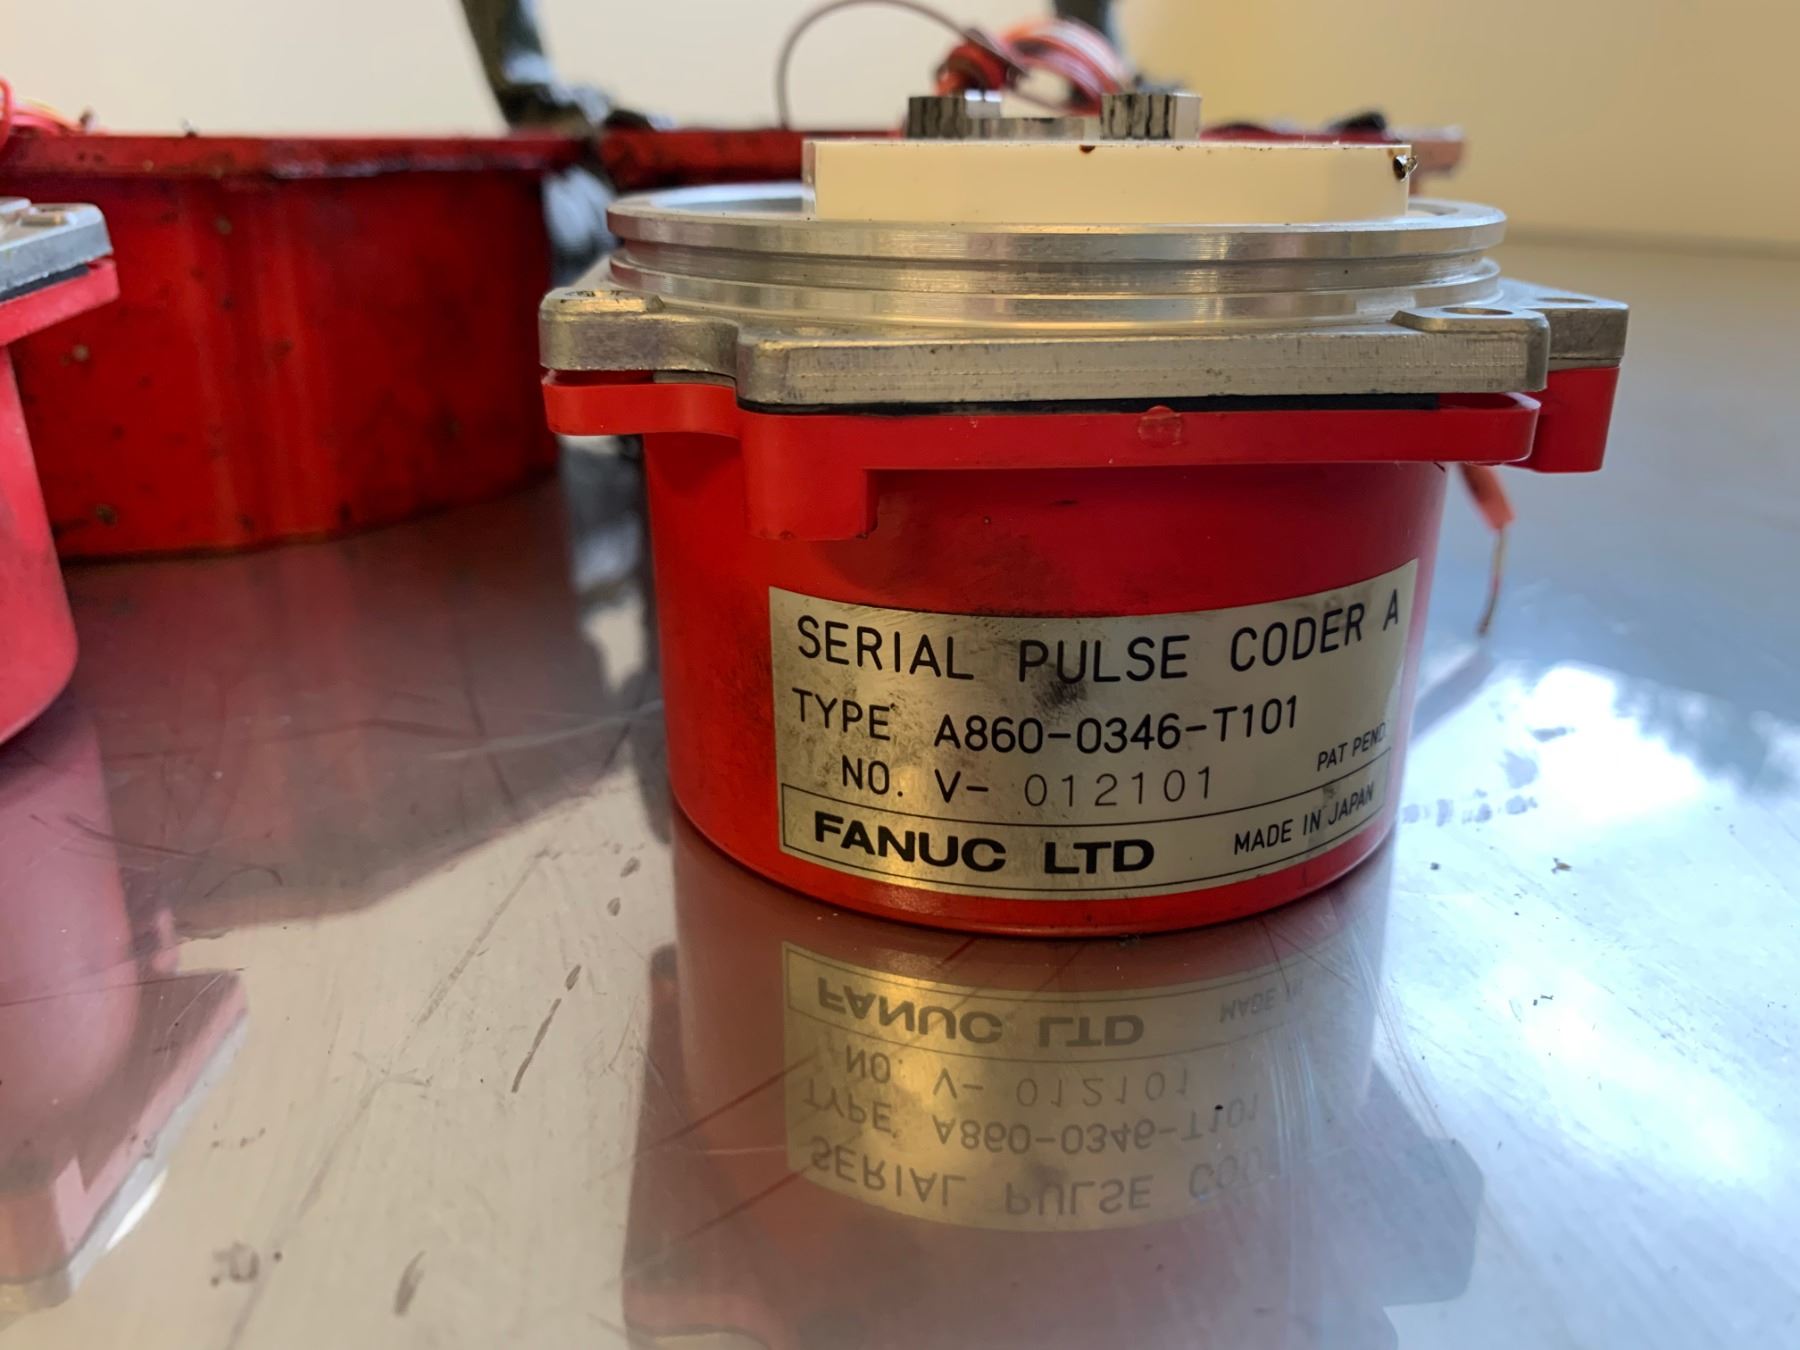 SERIAL PULSE CODER A
TYPE A860-0346-T101
NO. V- 012101
PAT PEND.
FANUC LTD
MADE IN JAPAN